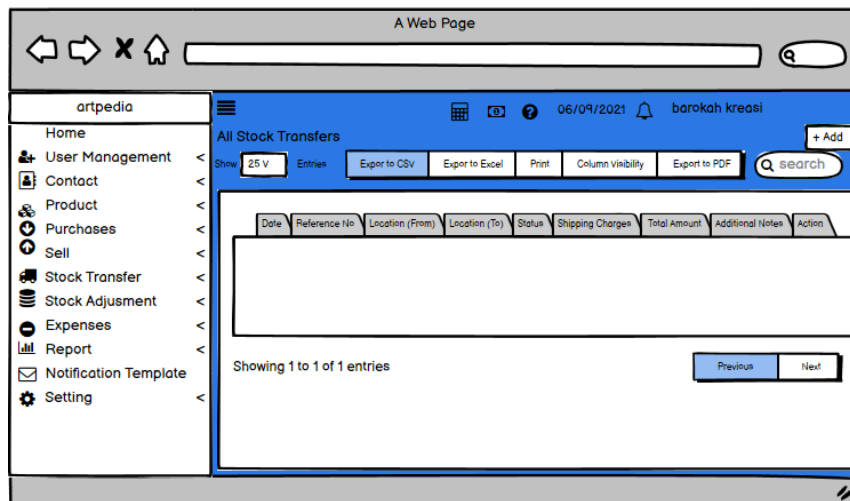 A Web Page
artpedia
Home
User Management <
Contact <
Product <
Purchases <
Sell <
Stock Transfer <
Stock Adjusment <
Expenses <
Report <
Notification Template
Setting <
06/09/2021 barokah kreasi
All Stock Transfers
+ Add
Show 25 V Entries Expor to CSV Export to Excel Print Column visibility Export to PDF search
Date Reference No Location (From) Location (To) Status Shipping Charges Total Amount Additional Notes Action
Showing 1 to 1 of 1 entries
Previous Next